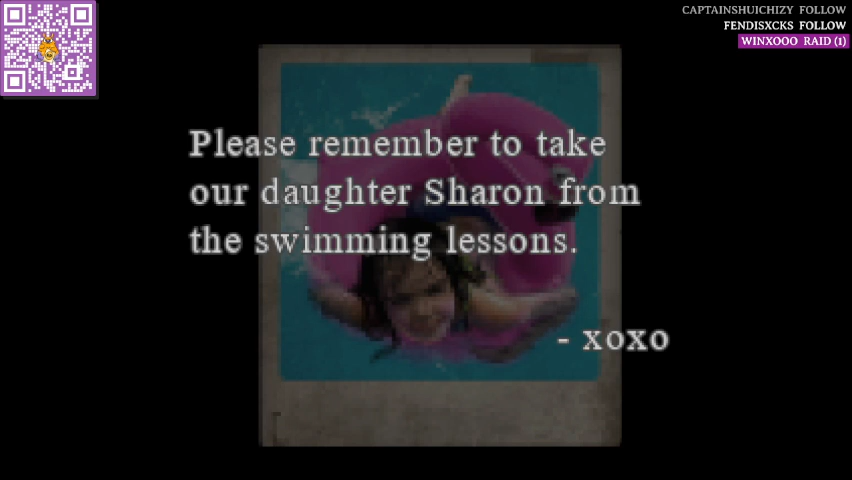 CAPTAINSHUICHIZY FOLLOW
FENDISXCKS FOLLOW
WINXOOO RAID (1)
Please remember to take
our daughter Sharon from
the swimming lessons.
- xoxo